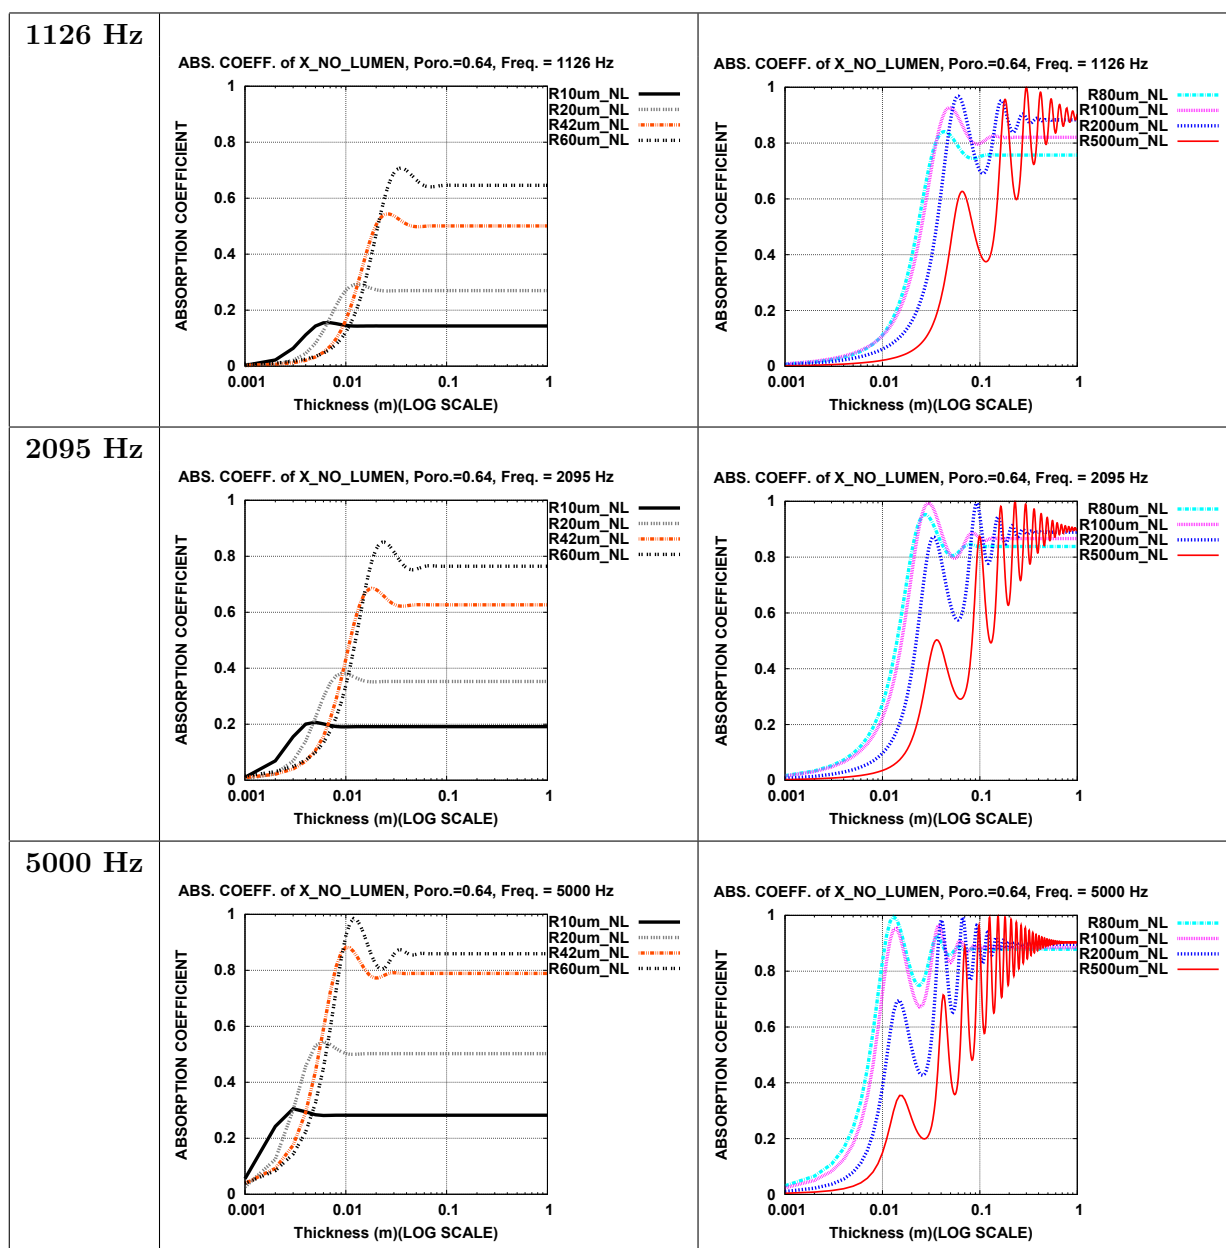 1126 Hz
ABS. COEFF. of X_NO_LUMEN, Poro.=0.64, Freq. = 1126 Hz
ABSORPTION COEFFICIENT
1
0.8
0.6
0.4
0.2
0
0.001
0.01
0.1
1
Thickness (m)(LOG SCALE)
R10um_NL
R20um_NL
R42um_NL
R60um_NL
ABS. COEFF. of X_NO_LUMEN, Poro.=0.64, Freq. = 1126 Hz
ABSORPTION COEFFICIENT
1
0.8
0.6
0.4
0.2
0
0.001
0.01
0.1
1
Thickness (m)(LOG SCALE)
R80um_NL
R100um_NL
R200um_NL
R500um_NL
2095 Hz
ABS. COEFF. of X_NO_LUMEN, Poro.=0.64, Freq. = 2095 Hz
ABSORPTION COEFFICIENT
1
0.8
0.6
0.4
0.2
0
0.001
0.01
0.1
1
Thickness (m)(LOG SCALE)
R10um_NL
R20um_NL
R42um_NL
R60um_NL
ABS. COEFF. of X_NO_LUMEN, Poro.=0.64, Freq. = 2095 Hz
ABSORPTION COEFFICIENT
1
0.8
0.6
0.4
0.2
0
0.001
0.01
0.1
1
Thickness (m)(LOG SCALE)
R80um_NL
R100um_NL
R200um_NL
R500um_NL
5000 Hz
ABS. COEFF. of X_NO_LUMEN, Poro.=0.64, Freq. = 5000 Hz
ABSORPTION COEFFICIENT
1
0.8
0.6
0.4
0.2
0
0.001
0.01
0.1
1
Thickness (m)(LOG SCALE)
R10um_NL
R20um_NL
R42um_NL
R60um_NL
ABS. COEFF. of X_NO_LUMEN, Poro.=0.64, Freq. = 5000 Hz
ABSORPTION COEFFICIENT
1
0.8
0.6
0.4
0.2
0
0.001
0.01
0.1
1
Thickness (m)(LOG SCALE)
R80um_NL
R100um_NL
R200um_NL
R500um_NL